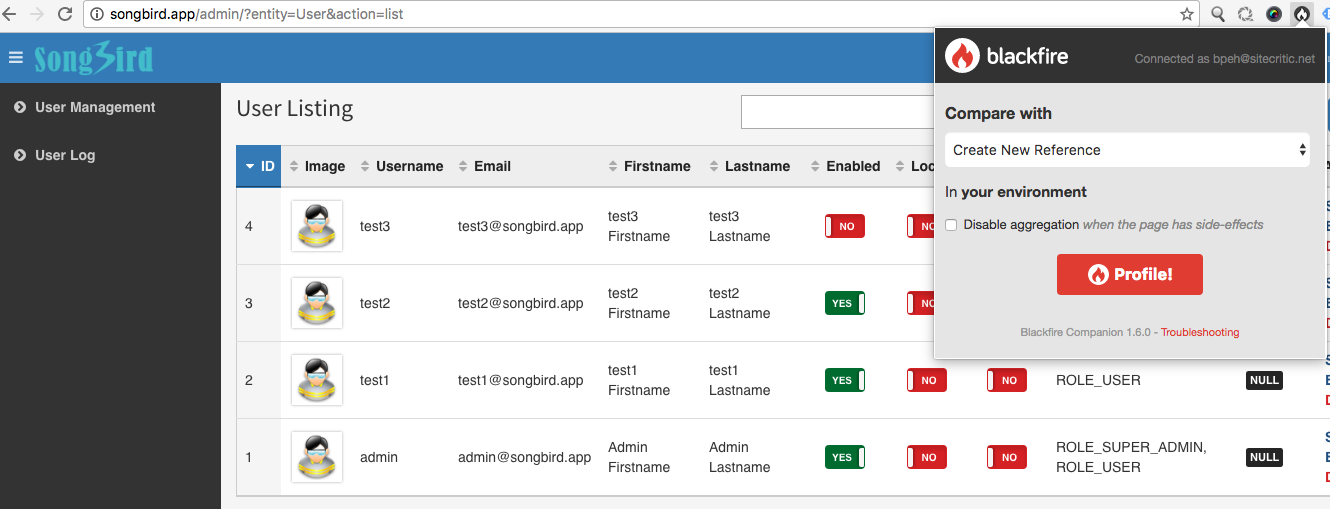 songbird.app/admin/?entity=User&action=list
SongBird
blackfire
Connected as bpeh@sitecritic.net
User Management
User Log
User Listing
Compare with
Create New Reference
In your environment
Disable aggregation when the page has side-effects
Profile!
Blackfire Companion 1.6.0 - Troubleshooting
ID Image Username Email Firstname Lastname Enabled
4 test3 test3@songbird.app test3 Firstname test3 Lastname NO NO
3 test2 test2@songbird.app test2 Firstname test2 Lastname YES NO
2 test1 test1@songbird.app test1 Firstname test1 Lastname YES NO NO ROLE_USER NULL
1 admin admin@songbird.app Admin Firstname Admin Lastname YES NO NO ROLE_SUPER_ADMIN, ROLE_USER NULL